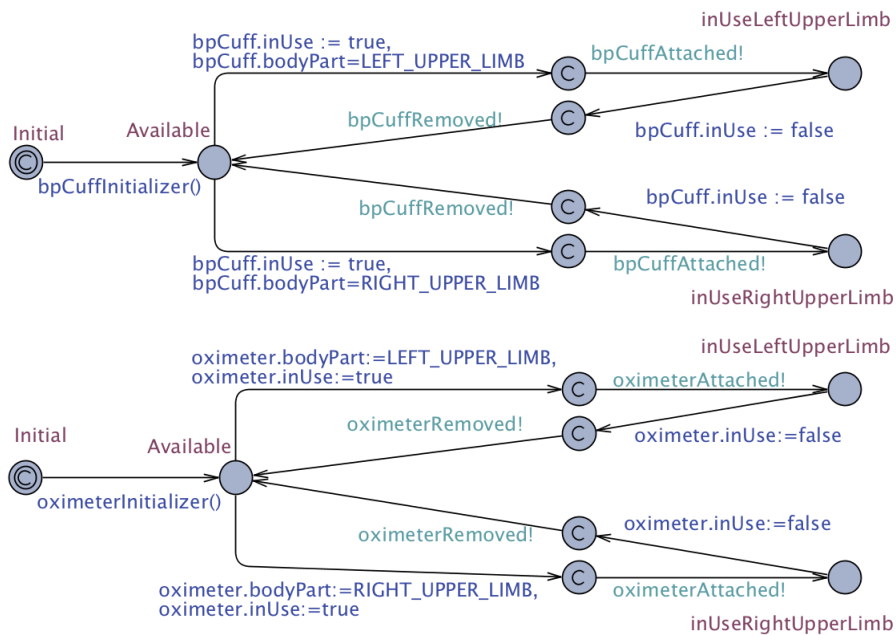 inUseLeftUpperLimb
bpCuff.inUse := true,
bpCuff.bodyPart=LEFT_UPPER_LIMB
C
bpCuffAttached!
C
bpCuffRemoved!
bpCuff.inUse := false
Initial
Available
C
bpCuffInitializer()
C
bpCuffRemoved!
bpCuff.inUse := false
C
bpCuff.inUse := true,
bpCuff.bodyPart=RIGHT_UPPER_LIMB
bpCuffAttached!
inUseRightUpperLimb
inUseLeftUpperLimb
oximeter.bodyPart:=LEFT_UPPER_LIMB,
oximeter.inUse:=true
C
oximeterAttached!
C
oximeterRemoved!
oximeter.inUse:=false
Initial
Available
C
oximeterInitializer()
C
oximeterRemoved!
oximeter.inUse:=false
C
oximeter.bodyPart:=RIGHT_UPPER_LIMB,
oximeter.inUse:=true
oximeterAttached!
inUseRightUpperLimb